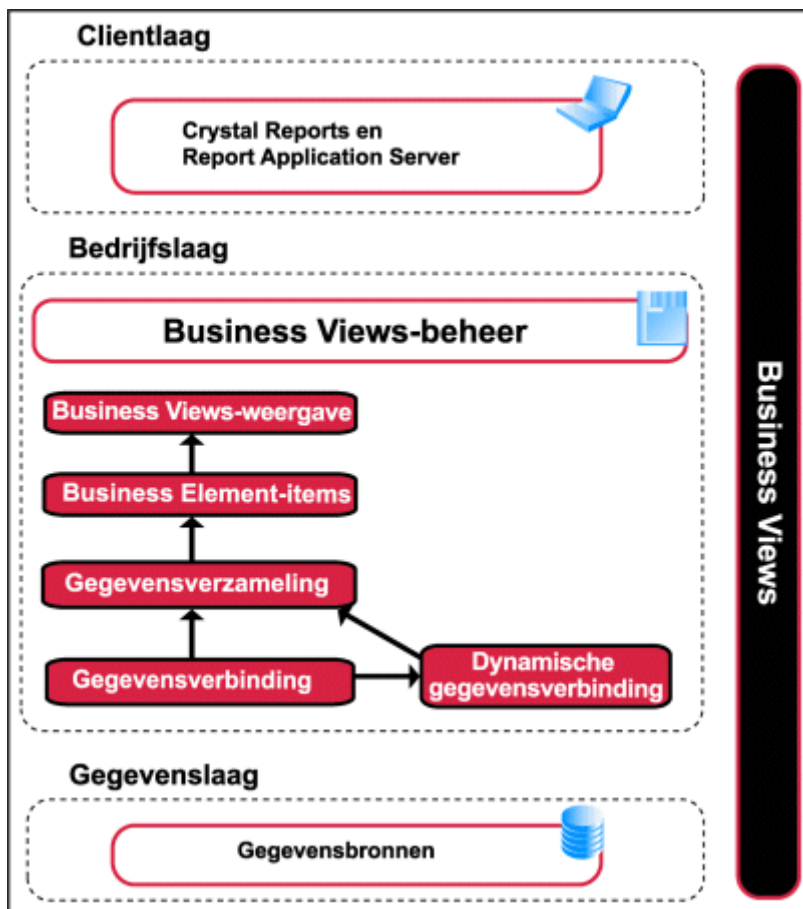 Clientlaag
Crystal Reports en
Report Application Server
Bedrijfslaag
Business Views-beheer
Business Views-weergave
Business Element-items
Gegevensverzameling
Gegevensverbinding
Dynamische
gegevensverbinding
Gegevenslaag
Gegevensbronnen
Business Views